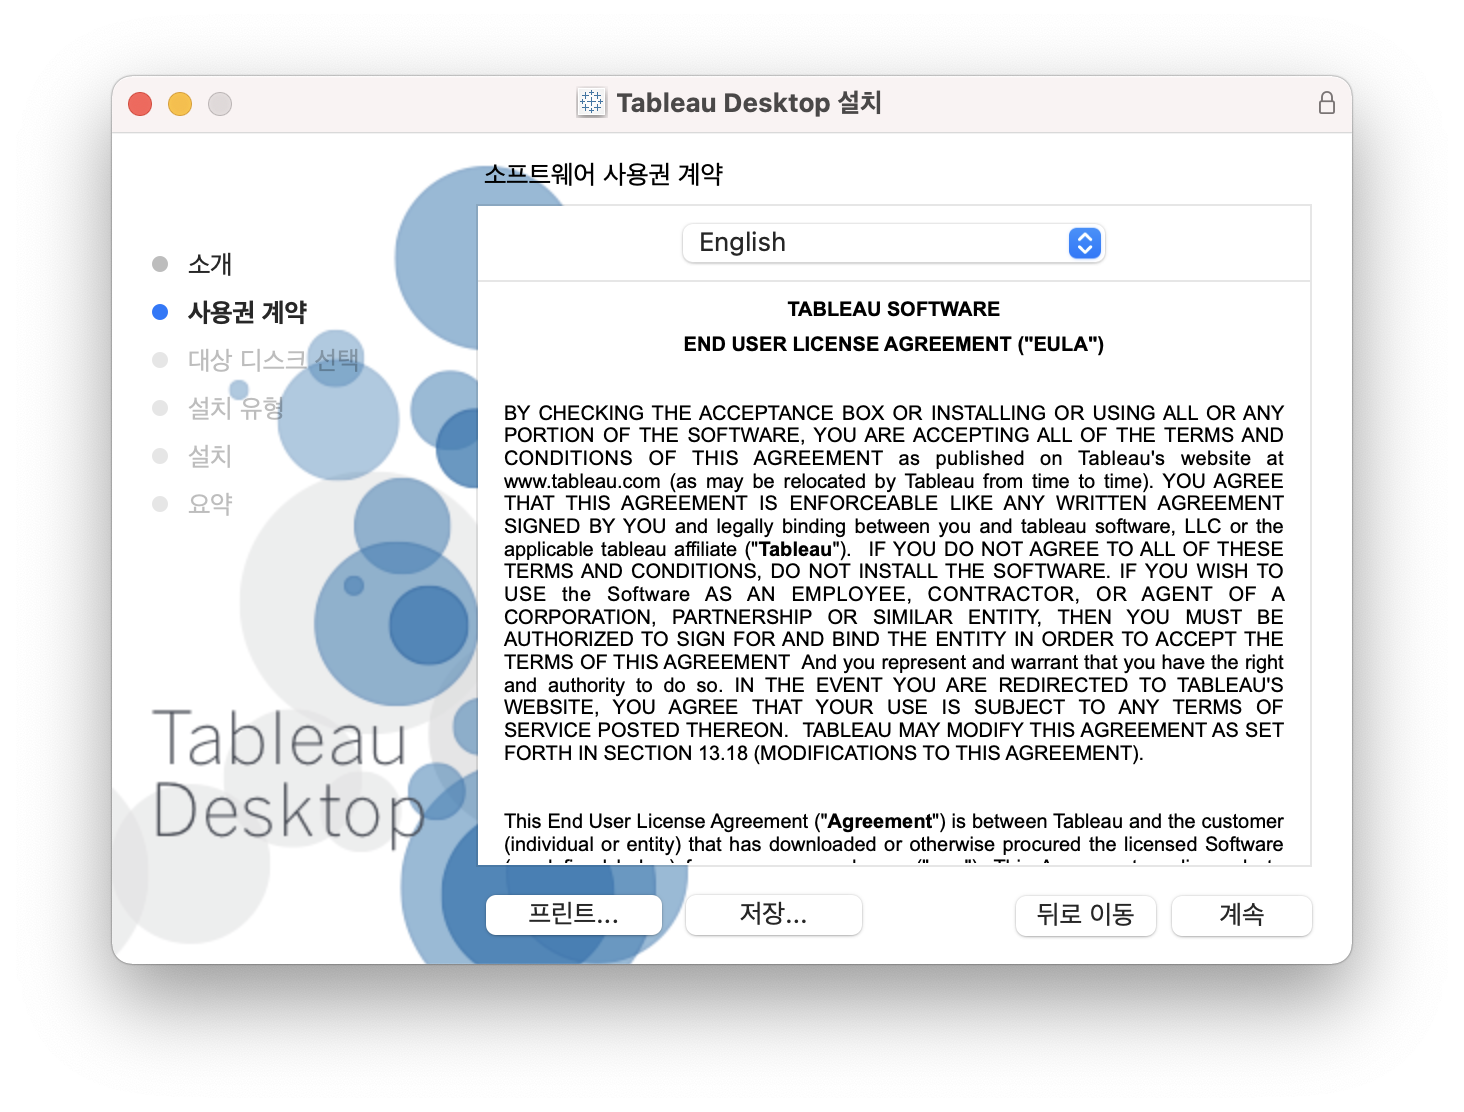 Tableau Desktop 설치
소프트웨어 사용권 계약
English
소개
사용권 계약
대상 디스크 선택
설치 유형
설치
요약
Tableau
Desktop
TABLEAU SOFTWARE
END USER LICENSE AGREEMENT ("EULA")
BY CHECKING THE ACCEPTANCE BOX OR INSTALLING OR USING ALL OR ANY
PORTION OF THE SOFTWARE, YOU ARE ACCEPTING ALL OF THE TERMS AND
CONDITIONS OF THIS AGREEMENT as published on Tableau's website at
www.tableau.com (as may be relocated by Tableau from time to time). YOU AGREE
THAT THIS AGREEMENT IS ENFORCEABLE LIKE ANY WRITTEN AGREEMENT
SIGNED BY YOU and legally binding between you and tableau software, LLC or the
applicable tableau affiliate ("Tableau").  IF YOU DO NOT AGREE TO ALL OF THESE
TERMS AND CONDITIONS, DO NOT INSTALL THE SOFTWARE. IF YOU WISH TO
USE the Software AS AN EMPLOYEE, CONTRACTOR, OR AGENT OF A
CORPORATION, PARTNERSHIP OR SIMILAR ENTITY, THEN YOU MUST BE
AUTHORIZED TO SIGN FOR AND BIND THE ENTITY IN ORDER TO ACCEPT THE
TERMS OF THIS AGREEMENT  And you represent and warrant that you have the right
and authority to do so. IN THE EVENT YOU ARE REDIRECTED TO TABLEAU'S
WEBSITE, YOU AGREE THAT YOUR USE IS SUBJECT TO ANY TERMS OF
SERVICE POSTED THEREON.  TABLEAU MAY MODIFY THIS AGREEMENT AS SET
FORTH IN SECTION 13.18 (MODIFICATIONS TO THIS AGREEMENT).
This End User License Agreement ("Agreement") is between Tableau and the customer
(individual or entity) that has downloaded or otherwise procured the licensed Software
프린트...
저장...
뒤로 이동
계속